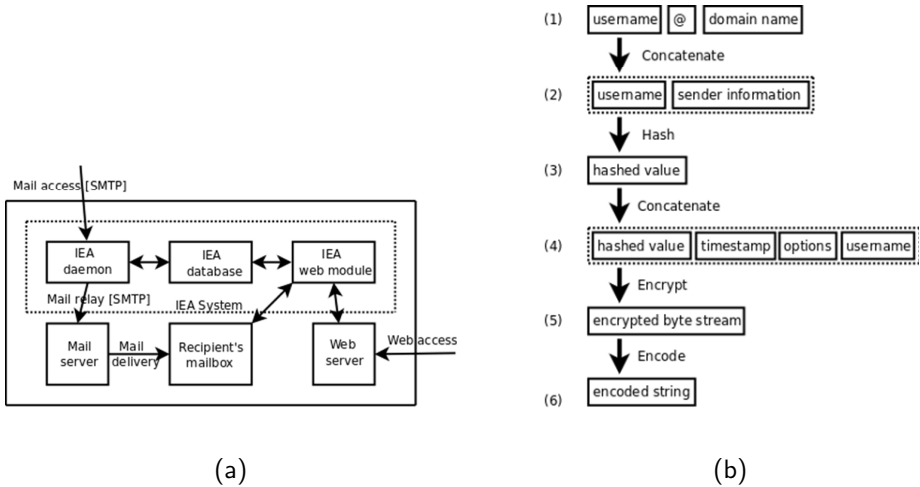 Mail access [SMTP]
IEA
daemon
IEA
database
IEA
web module
Mail relay [SMTP]
IEA System
Mail
server
Mail
delivery
Recipient's
mailbox
Web
server
Web access
(a)
(1) username @ domain name
Concatenate
(2) username sender information
Hash
(3) hashed value
Concatenate
(4) hashed value timestamp options username
Encrypt
(5) encrypted byte stream
Encode
(6) encoded string
(b)